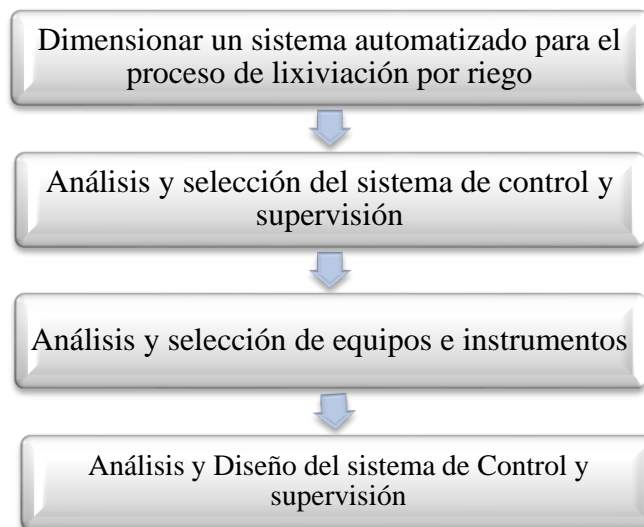 Dimensionar un sistema automatizado para el
proceso de lixiviación por riego
Análisis y selección del sistema de control y
supervisión
Análisis y selección de equipos e instrumentos
Análisis y Diseño del sistema de Control y
supervisión